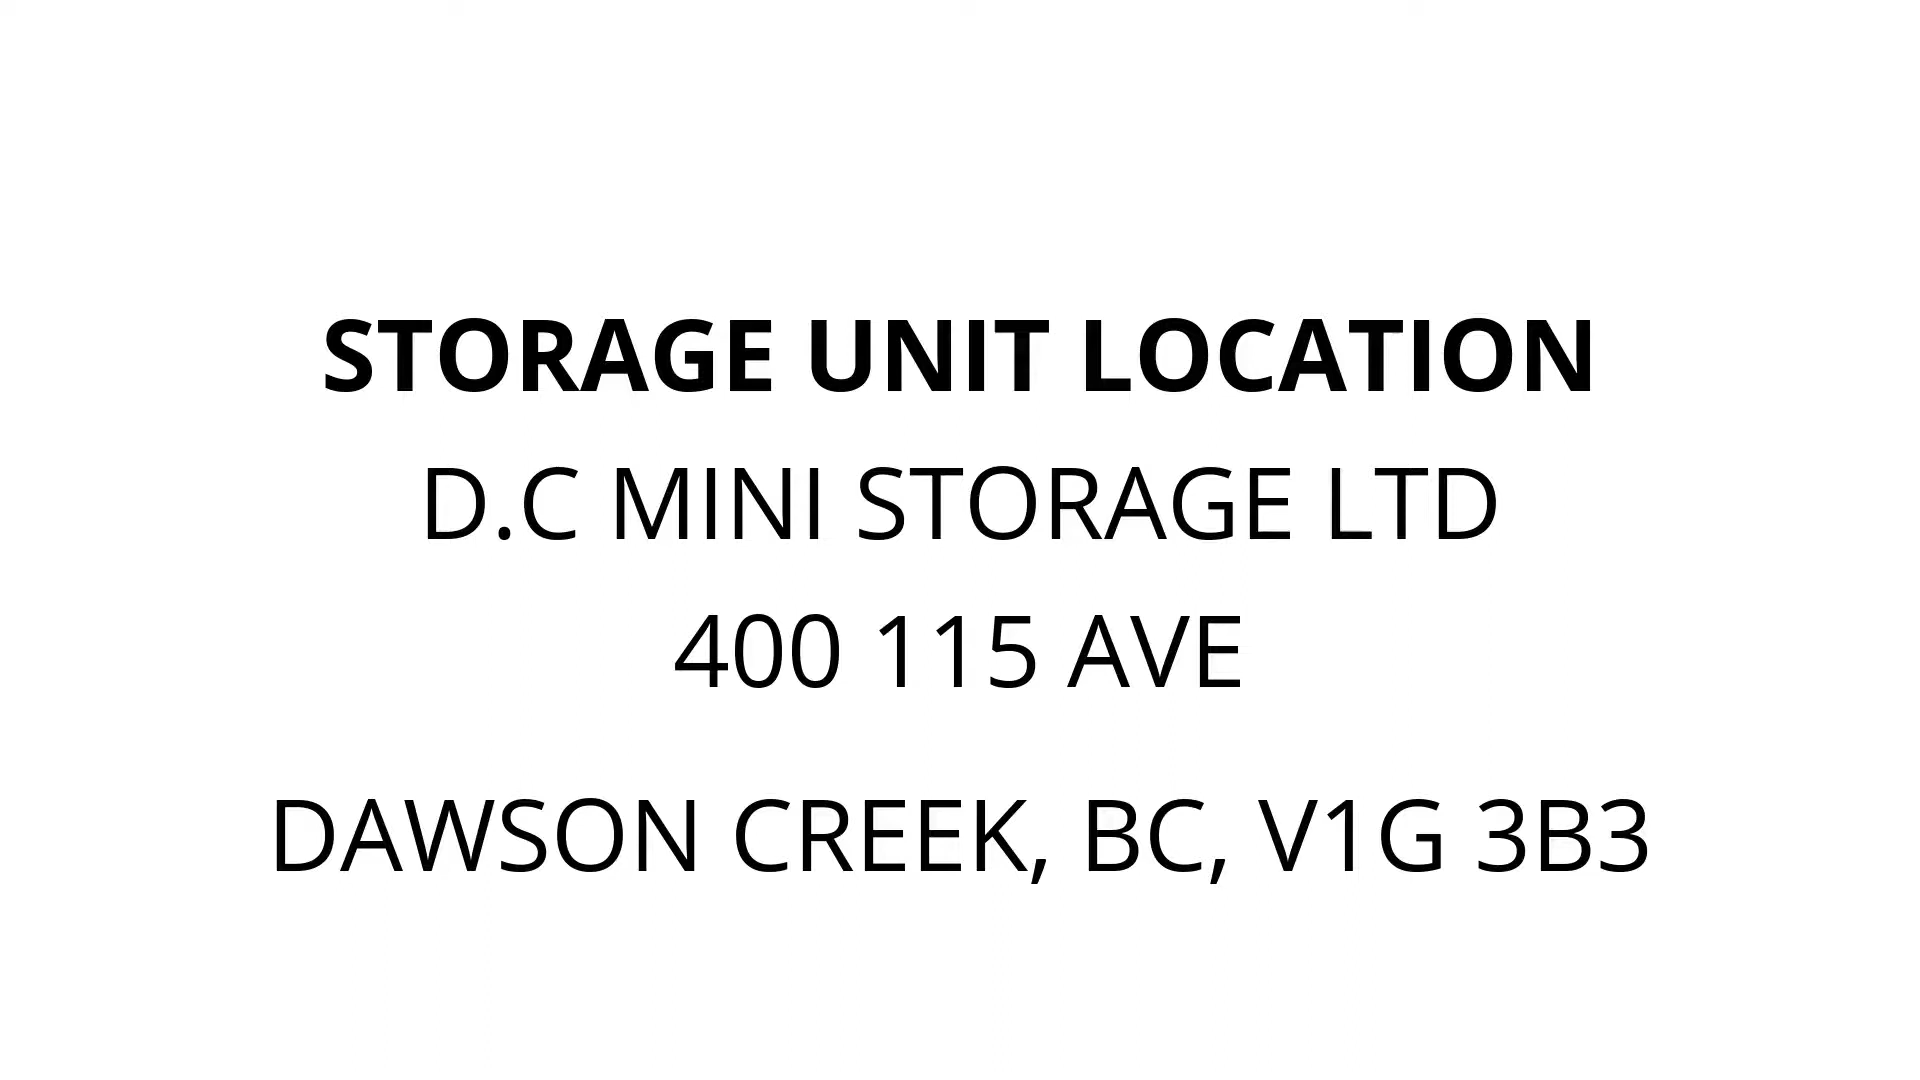 STORAGE UNIT LOCATION
D.C MINI STORAGE LTD
400 115 AVE
DAWSON CREEK, BC, V1G 3B3